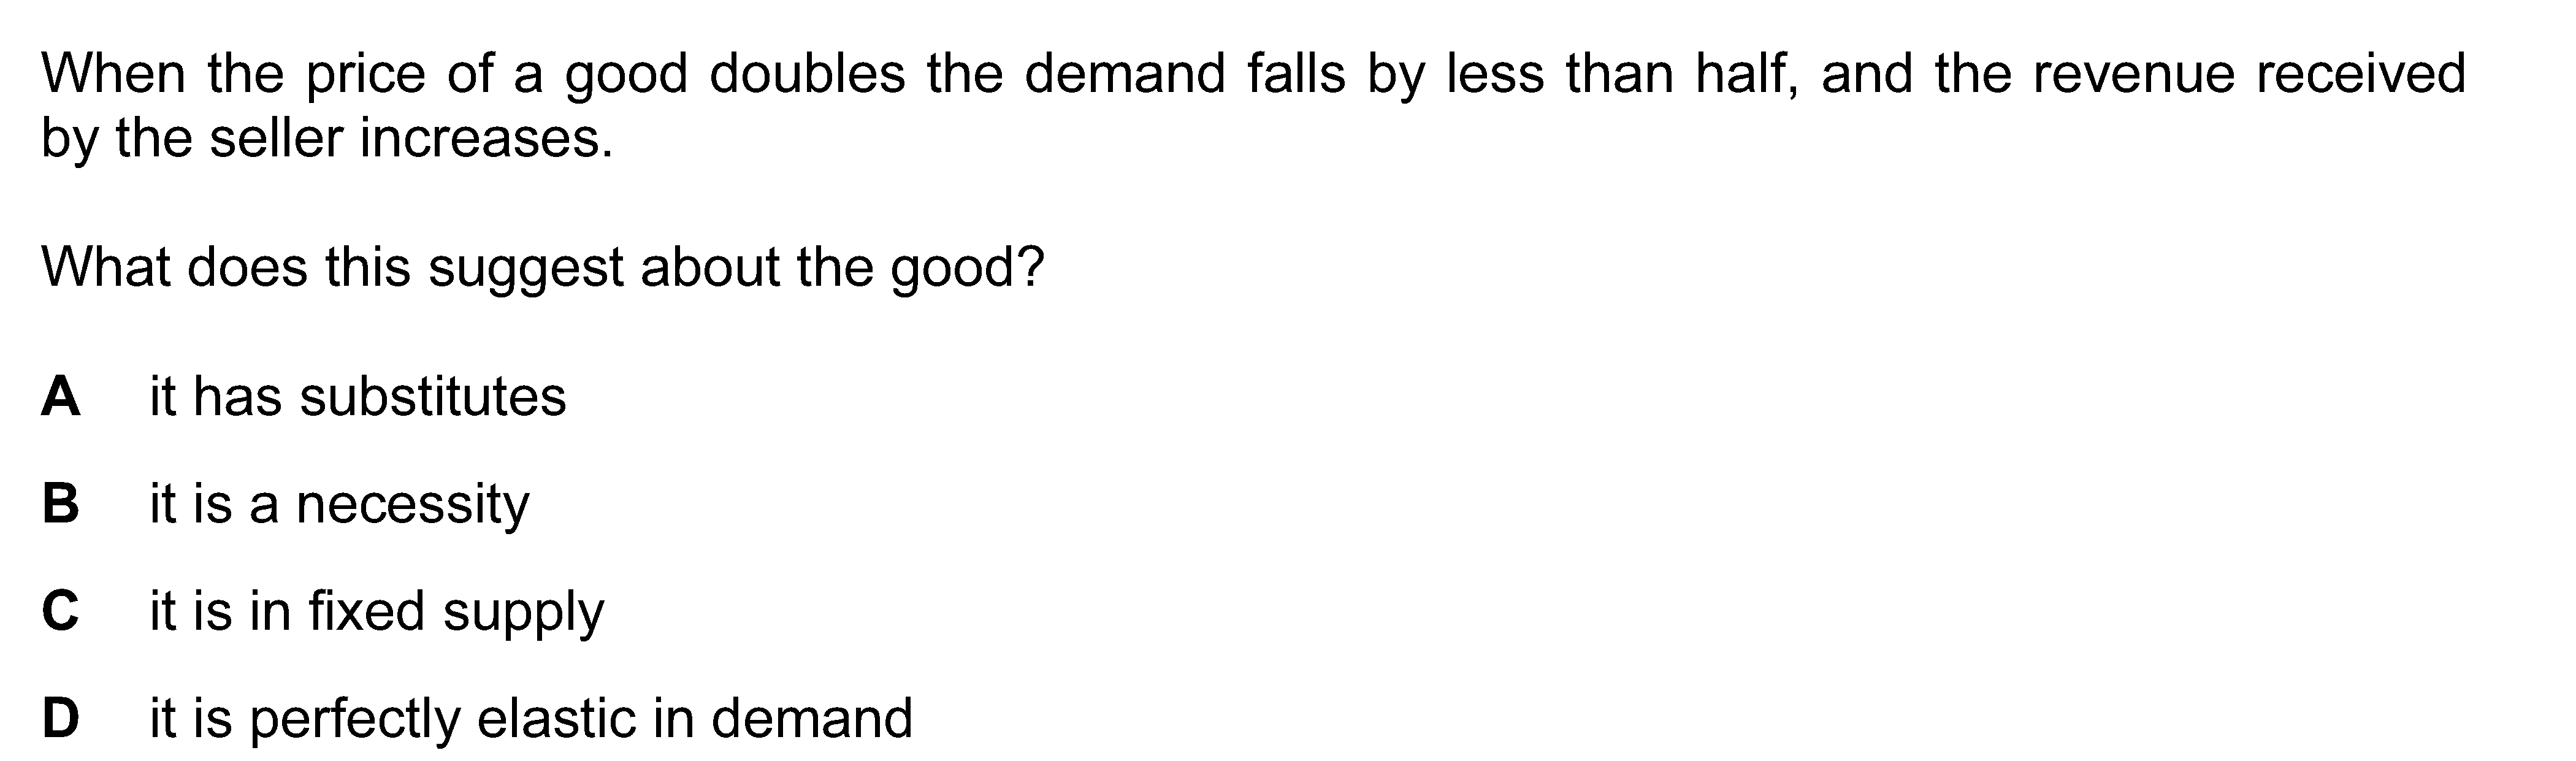 When the price of a good doubles the demand falls by less than half, and the revenue received
by the seller increases.
What does this suggest about the good?
A it has substitutes
B it is a necessity
C it is in fixed supply
D it is perfectly elastic in demand